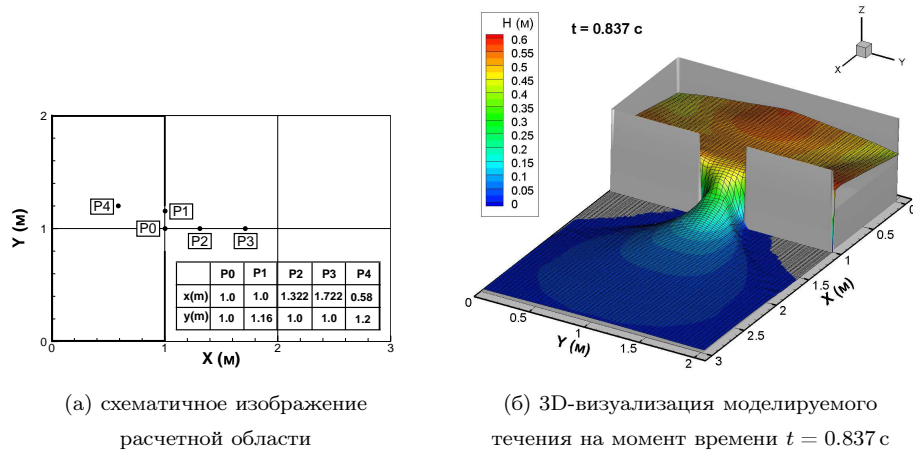 2
1
0
Y (м)
P4
P1
P0
P2
P3
P0 P1 P2 P3 P4
x(m) 1.0 1.0 1.322 1.722 0.58
y(m) 1.0 1.16 1.0 1.0 1.2
0 1 2 3
X (м)
(а) схематичное изображение
расчетной области
H (м)
0.6
0.55
0.5
0.45
0.4
0.35
0.3
0.25
0.2
0.15
0.1
0.05
0
t = 0.837 с
Z
X
Y
0
0.5
1
1.5
2
2.5
3
X (м)
0
0.5
1
1.5
2
Y (м)
(б) 3D-визуализация моделируемого
течения на момент времени t = 0.837 с